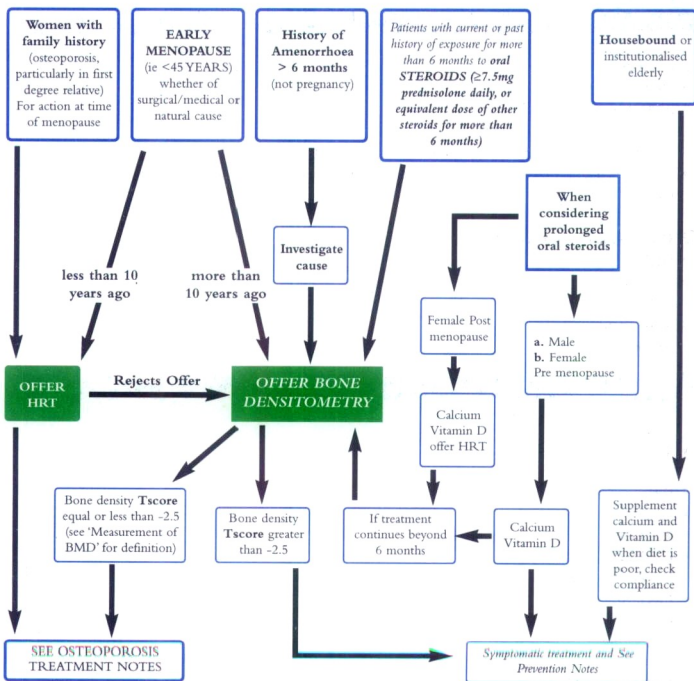 Women with
family history
(osteoporosis,
particularly in first
degree relative)
For action at time
of menopause
EARLY
MENOPAUSE
(ie <45 YEARS)
whether of
surgical/medical or
natural cause
History of
Amenorrhoea
> 6 months
(not pregnancy)
Patients with current or past
history of exposure for more
than 6 months to oral
STEROIDS (≥7.5mg
prednisolone daily, or
equivalent dose of other
steroids for more than
6 months)
Housebound or
institutionalised
elderly
When
considering
prolonged
oral steroids
Investigate
cause
less than 10
years ago
more than
10 years ago
Female Post
menopause
a. Male
b. Female
Pre menopause
OFFER
HRT
Rejects Offer
OFFER BONE
DENSITOMETRY
Calcium
Vitamin D
offer HRT
Bone density Tscore
equal or less than -2.5
(see 'Measurement of
BMD' for definition)
Bone density
Tscore greater
than -2.5
If treatment
continues beyond
6 months
Calcium
Vitamin D
Supplement
calcium and
Vitamin D
when diet is
poor, check
compliance
SEE OSTEOPOROSIS
TREATMENT NOTES
Symptomatic treatment and See
Prevention Notes